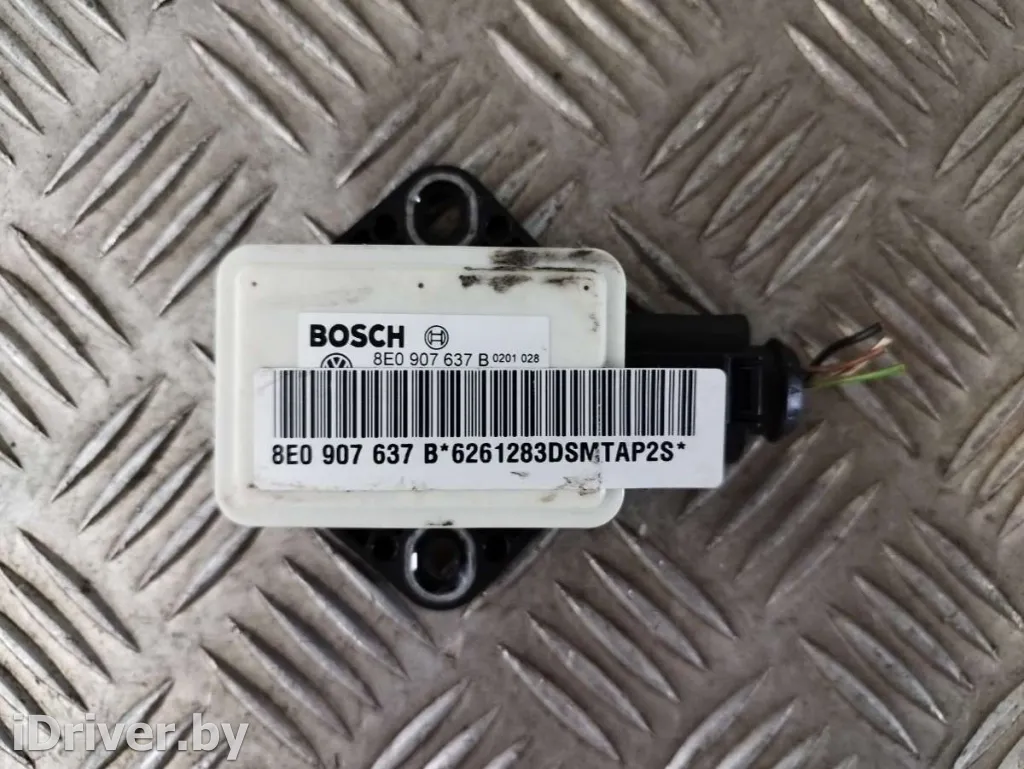 BOSCH
8E0 907 637 B 0201 028
8E0 907 637 B*6261283DSMTAP2S*
iDriver.by